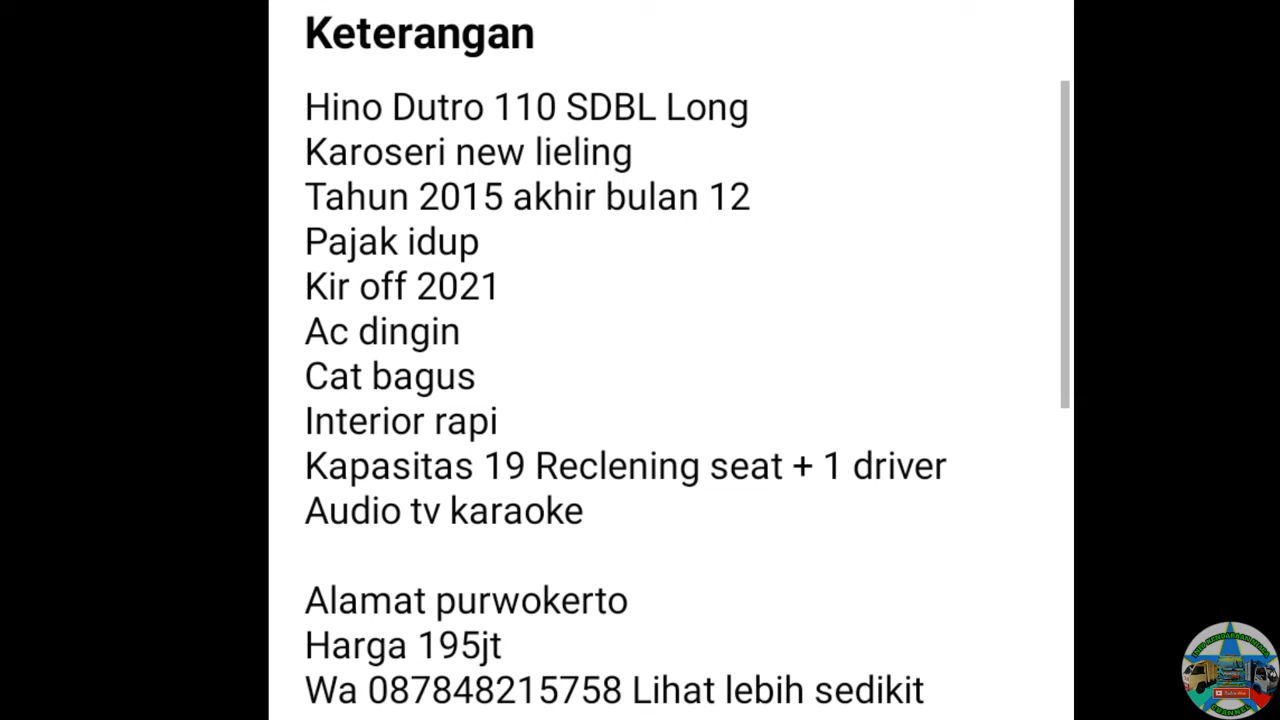 Keterangan
Hino Dutro 110 SDBL Long
Karoseri new lieling
Tahun 2015 akhir bulan 12
Pajak idup
Kir off 2021
Ac dingin
Cat bagus
Interior rapi
Kapasitas 19 Reclening seat + 1 driver
Audio tv karaoke
Alamat purwokerto
Harga 195jt
Wa 087848215758 Lihat lebih sedikit
CHANNEL